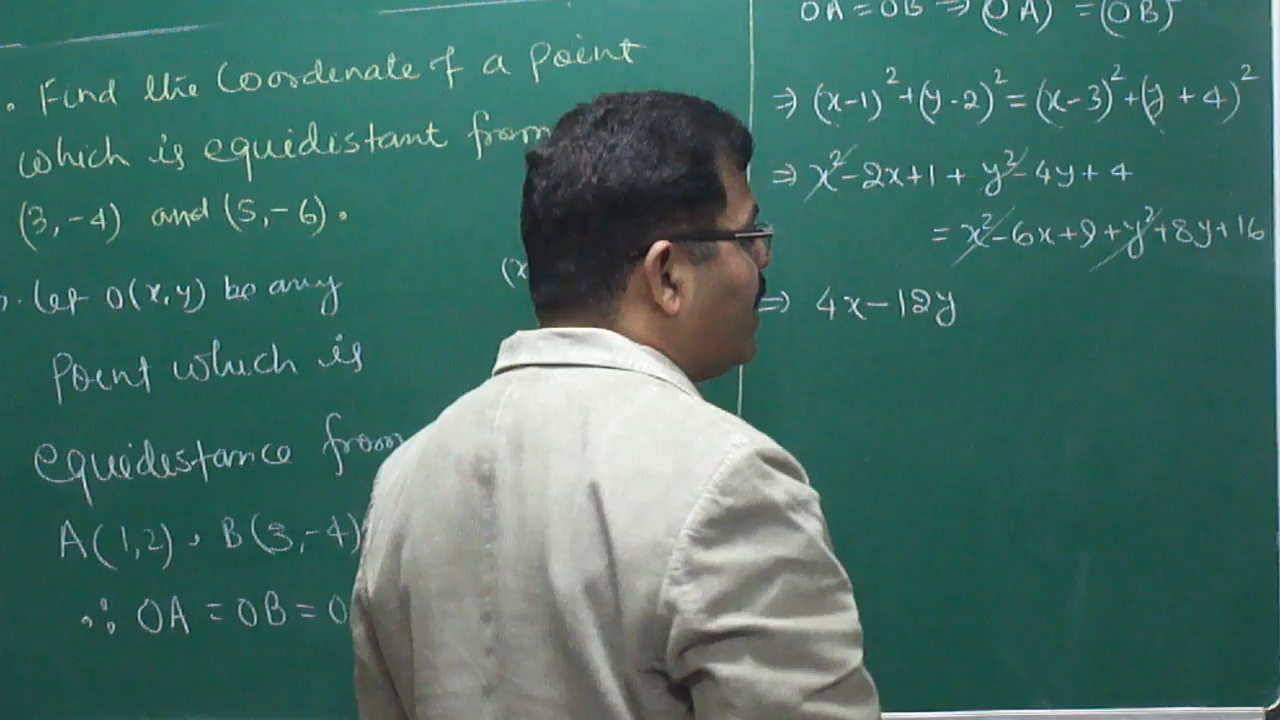 . Find the Coordenate of a point
which is equidistant from
(3,-4) and (5,-6).
. Let O(x,y) be any
point which is
equidistance from
A(1,2), B(3,-4)
∴ OA = OB = O
(x
OA = OB ⇒ (OA) = (OB)
⇒ (x-1)² + (y-2)² = (x-3)² + (y+4)²
⇒ x² - 2x + 1 + y² - 4y + 4
= x² - 6x + 9 + y² + 8y + 16
⇒ 4x - 12y